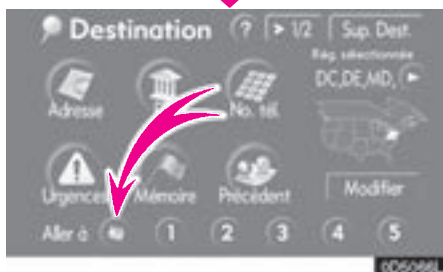 Destination ? > 1/2 Sup. Dest.
Rég. sélectionnée
DC,DE,MD,
Adresse No. tél.
Urgences Mémoire Précédent Modifier
Aller à 1 2 3 4 5